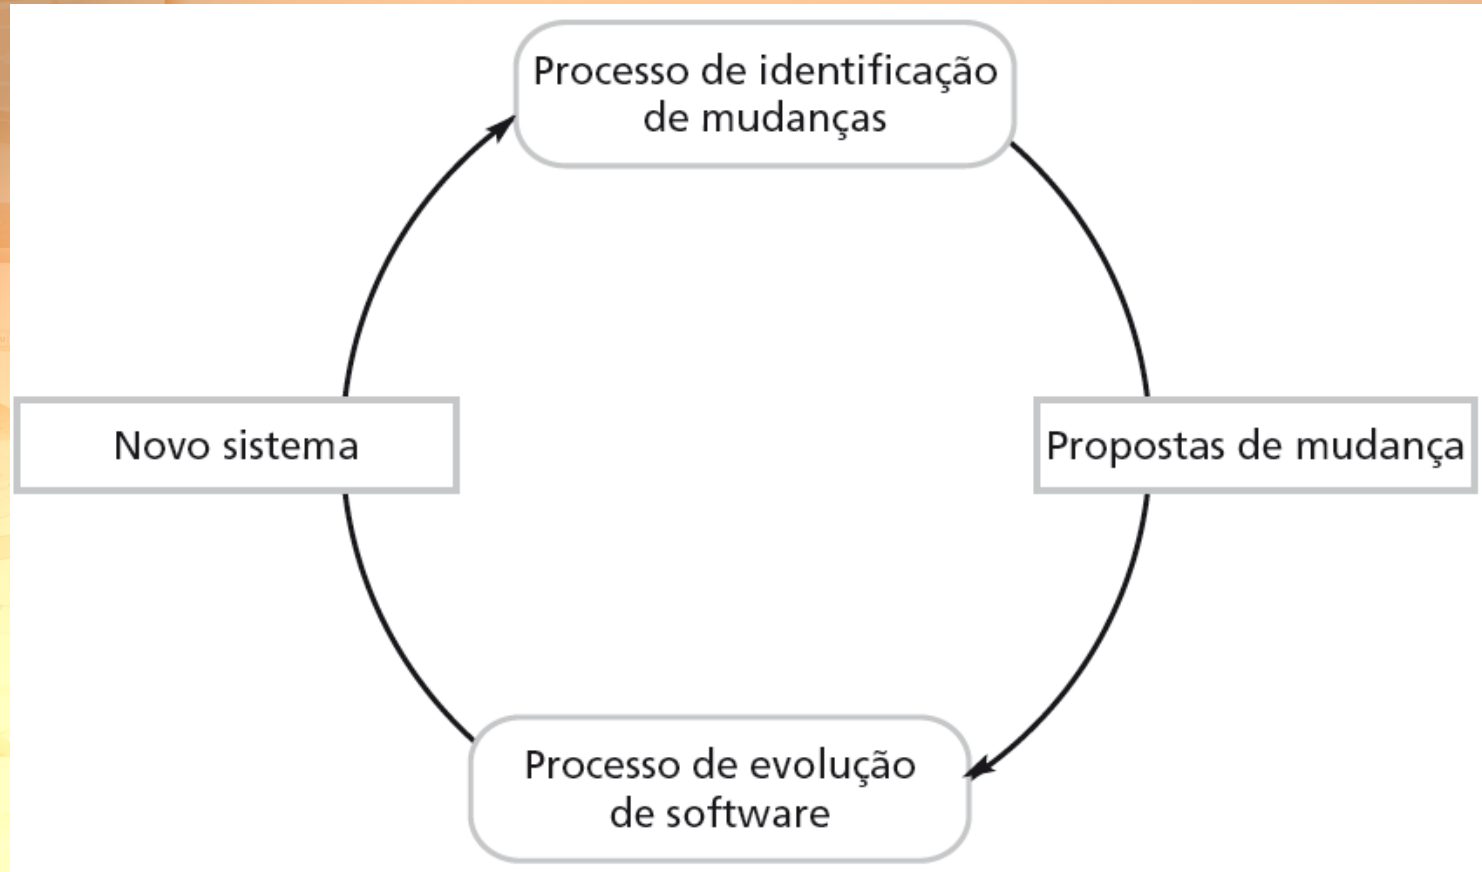 Processo de identificação
de mudanças
Novo sistema
Propostas de mudança
Processo de evolução
de software